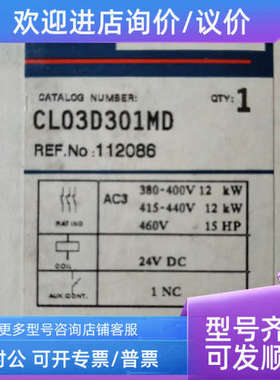 欢迎进店询价/议价
CATALOG NUMBER:
QTY:
1
CL03D301MD
REF.No :112086
AC3
380-400V 12 kW
415-440V 12 kW
460V 15 HP
RATING
COIL
24V DC
AUX.CONT.
1 NC
更多型号咨询店铺客服
对公 可开专票/普票
型号齐
可发顺